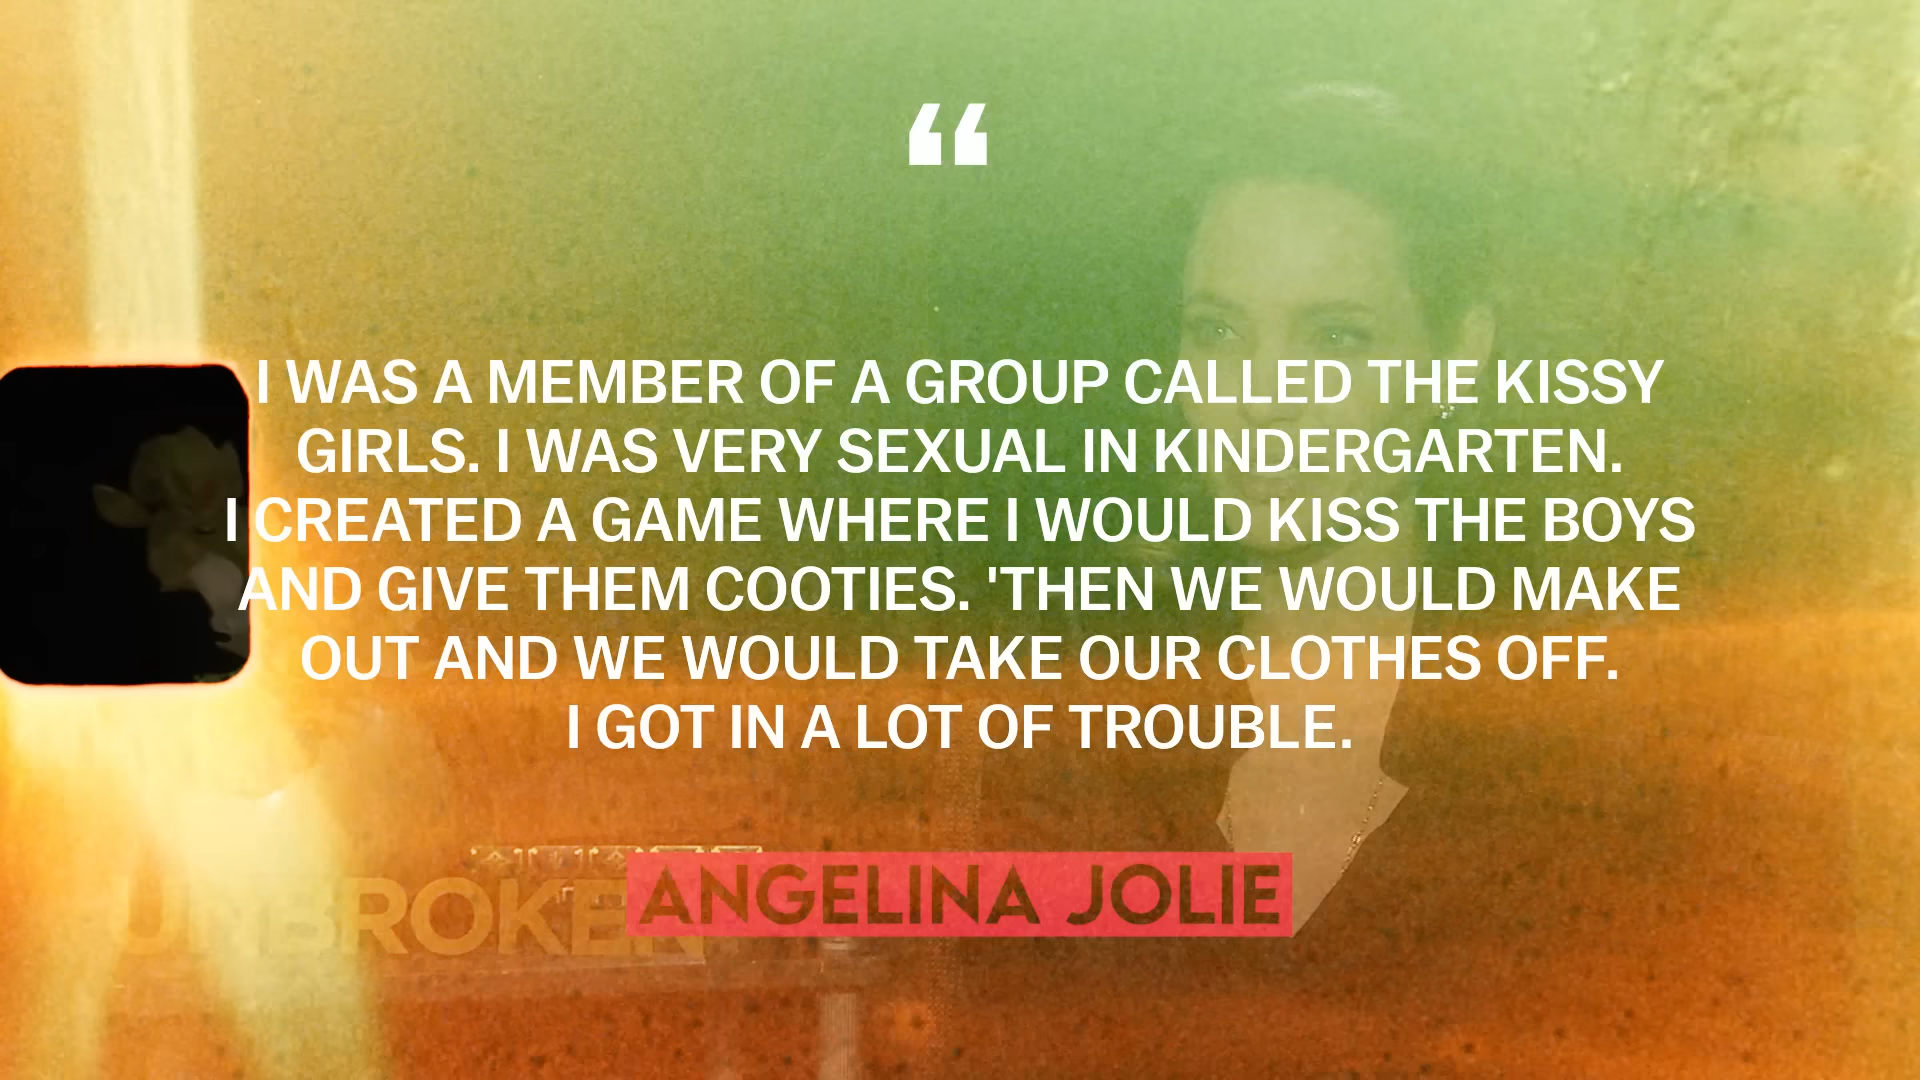 “
I WAS A MEMBER OF A GROUP CALLED THE KISSY
GIRLS. I WAS VERY SEXUAL IN KINDERGARTEN.
I CREATED A GAME WHERE I WOULD KISS THE BOYS
AND GIVE THEM COOTIES. 'THEN WE WOULD MAKE
OUT AND WE WOULD TAKE OUR CLOTHES OFF.
I GOT IN A LOT OF TROUBLE.
ANGELINA JOLIE
UNBROKEN